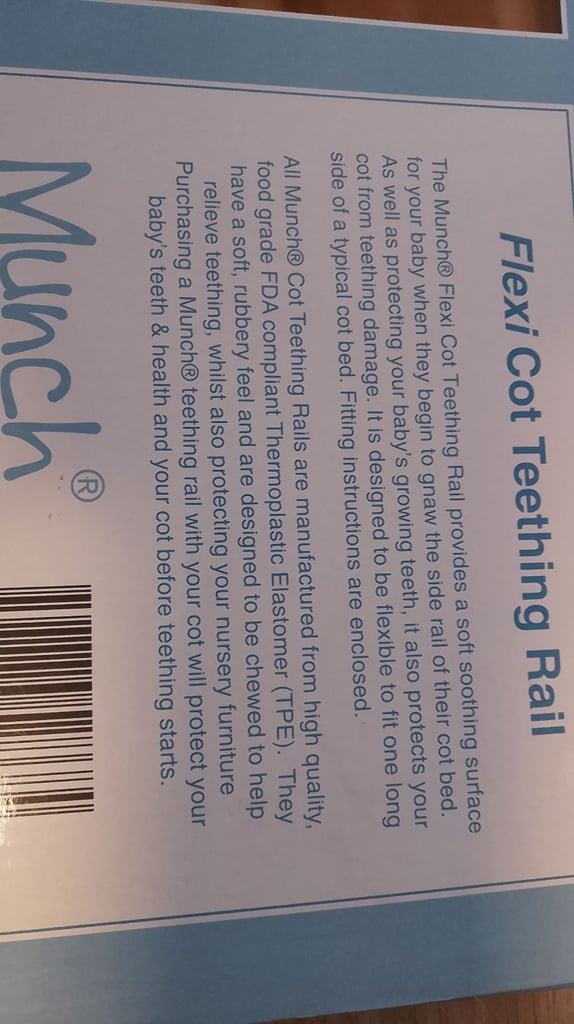 Flexi Cot Teething Rail
The Munch® Flexi Cot Teething Rail provides a soft soothing surface
for your baby when they begin to gnaw the side rail of their cot bed.
As well as protecting your baby's growing teeth, it also protects your
cot from teething damage. It is designed to be flexible to fit one long
side of a typical cot bed. Fitting instructions are enclosed.
All Munch® Cot Teething Rails are manufactured from high quality,
food grade FDA compliant Thermoplastic Elastomer (TPE). They
have a soft, rubbery feel and are designed to be chewed to help
relieve teething, whilst also protecting your nursery furniture
Purchasing a Munch® teething rail with your cot will protect your
baby's teeth & health and your cot before teething starts.
Munch®